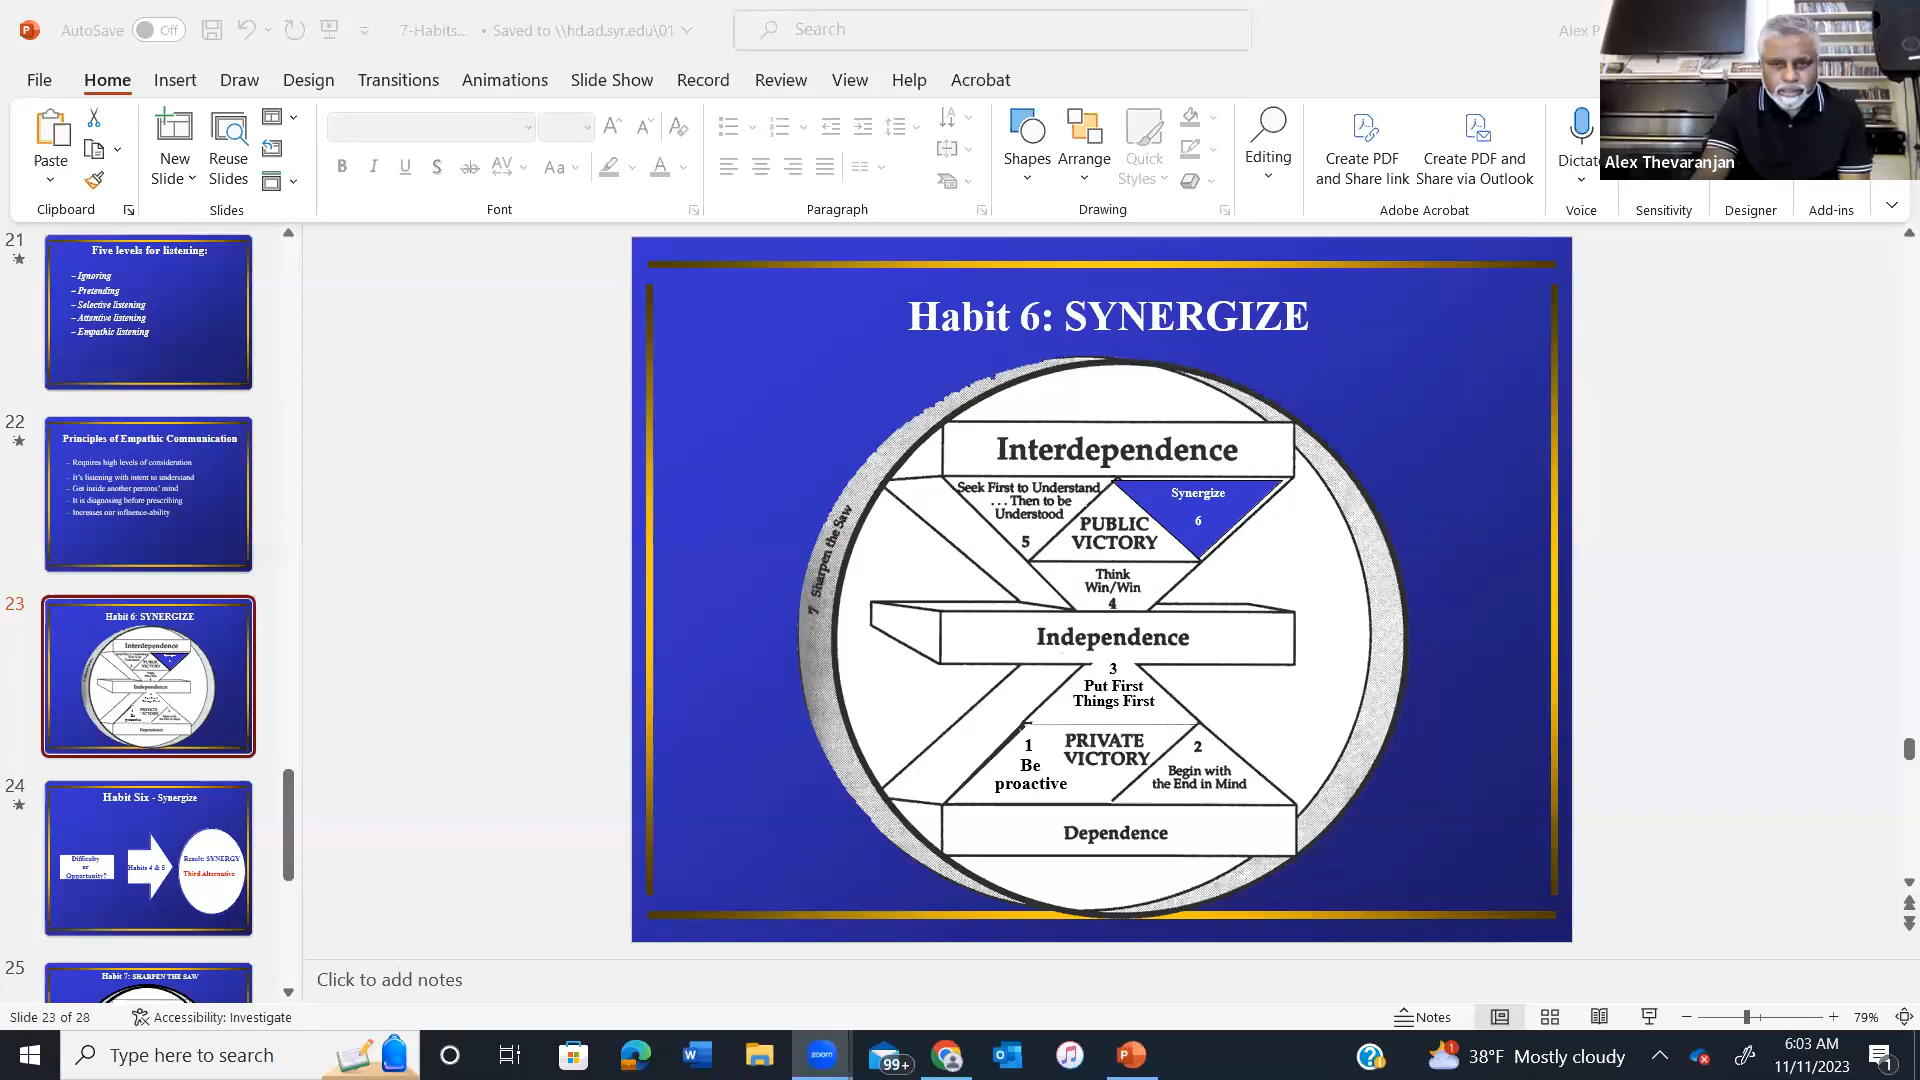 AutoSave
Off
7-Habits... • Saved to \\hd.ad.syr.edu\01
Search
Alex P
File
Home
Insert
Draw
Design
Transitions
Animations
Slide Show
Record
Review
View
Help
Acrobat
Paste
New
Slide
Reuse
Slides
Shapes
Arrange
Quick
Styles
Editing
Create PDF
and Share link
Create PDF and
Share via Outlook
Dictat
Alex Thevaranjan
Clipboard
Slides
Font
Paragraph
Drawing
Adobe Acrobat
Voice
Sensitivity
Designer
Add-ins
21
Five levels for listening:
– Ignoring
– Pretending
– Selective listening
– Attentive listening
– Empathic listening
22
Principles of Empathic Communication
– Requires high levels of consideration
– It's listening with intent to understand
– Get inside another persons' mind
– It is diagnosing before prescribing
– Increases our influence-ability
23
Habit 6: SYNERGIZE
Interdependence
PUBLIC
VICTORY
Independence
PRIVATE
VICTORY
Dependence
24
Habit Six - Synergize
Difficulty
or
Opportunity?
Habits 4 & 5
Result: SYNERGY
Third Alternative
25
Habit 7: SHARPEN THE SAW
Habit 6: SYNERGIZE
Interdependence
Seek First to Understand
. . . Then to be
Understood
5
PUBLIC
VICTORY
Synergize
6
Think
Win/Win
4
7 Sharpen the Saw
Independence
3
Put First
Things First
1
Be
proactive
PRIVATE
VICTORY
2
Begin with
the End in Mind
Dependence
Click to add notes
Slide 23 of 28
Accessibility: Investigate
Notes
79%
Type here to search
zoom
99+
38°F Mostly cloudy
6:03 AM
11/11/2023
1